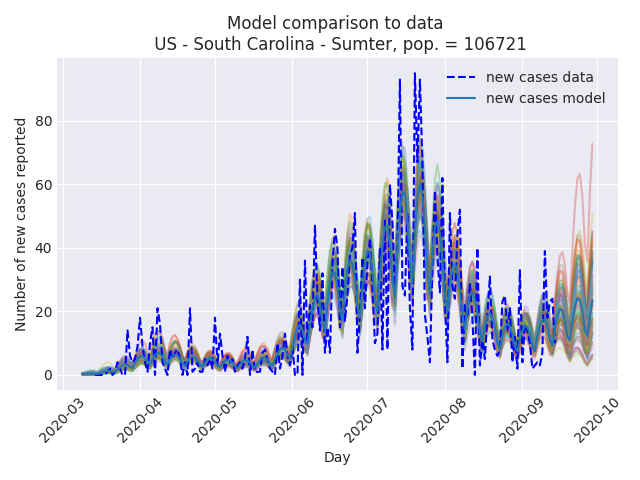 Model comparison to data
US - South Carolina - Sumter, pop. = 106721
new cases data
new cases model
Number of new cases reported
80
60
40
20
0
2020-03
2020-04
2020-05
2020-06
2020-07
2020-08
2020-09
2020-10
Day